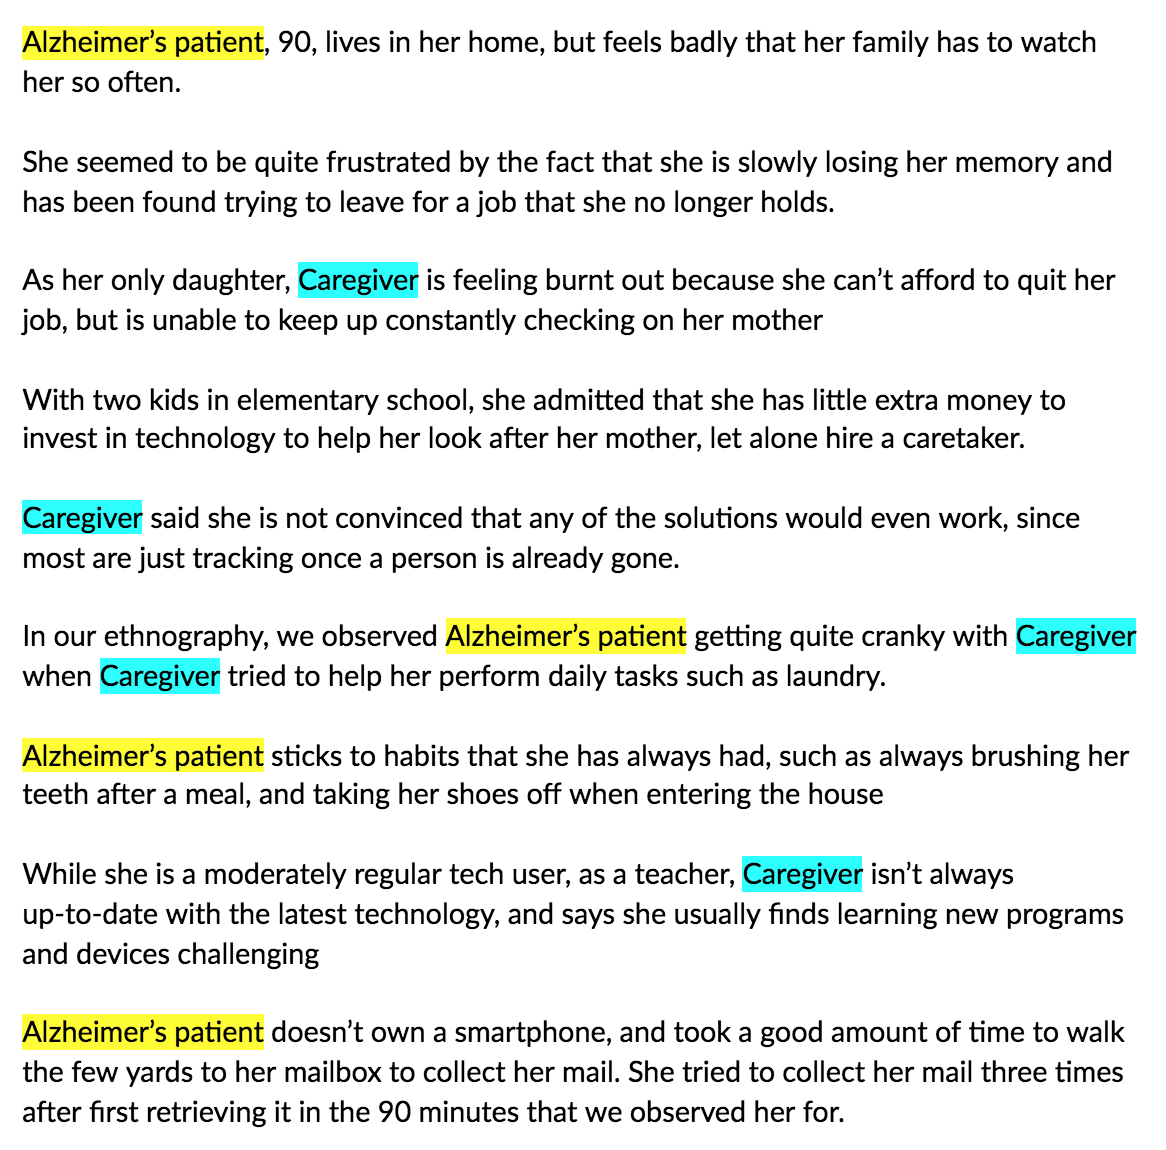 Alzheimer’s patient, 90, lives in her home, but feels badly that her family has to watch
her so often.
She seemed to be quite frustrated by the fact that she is slowly losing her memory and
has been found trying to leave for a job that she no longer holds.
As her only daughter, Caregiver is feeling burnt out because she can’t afford to quit her
job, but is unable to keep up constantly checking on her mother
With two kids in elementary school, she admitted that she has little extra money to
invest in technology to help her look after her mother, let alone hire a caretaker.
Caregiver said she is not convinced that any of the solutions would even work, since
most are just tracking once a person is already gone.
In our ethnography, we observed Alzheimer’s patient getting quite cranky with Caregiver
when Caregiver tried to help her perform daily tasks such as laundry.
Alzheimer’s patient sticks to habits that she has always had, such as always brushing her
teeth after a meal, and taking her shoes off when entering the house
While she is a moderately regular tech user, as a teacher, Caregiver isn’t always
up-to-date with the latest technology, and says she usually finds learning new programs
and devices challenging
Alzheimer’s patient doesn’t own a smartphone, and took a good amount of time to walk
the few yards to her mailbox to collect her mail. She tried to collect her mail three times
after first retrieving it in the 90 minutes that we observed her for.